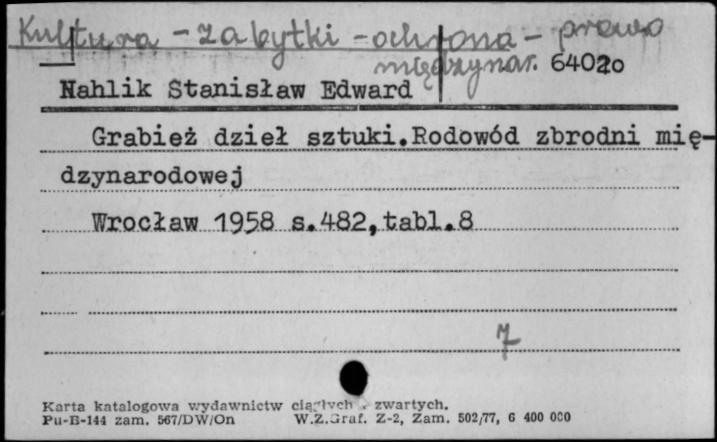 Kultura - zabytki - ochrona - prawo
międzynar. 64020
Nahlik Stanisław Edward
Grabież dzieł sztuki.Rodowód zbrodni mię-
dzynarodowej
Wrocław 1958 s.482,tabl.8
7
Karta katalogowa wydawnictw ciągłych - zwartych.
Pu-B-144 zam. 567/DW/On W.Z.Graf. Z-2, Zam. 502/77, 6 400 000